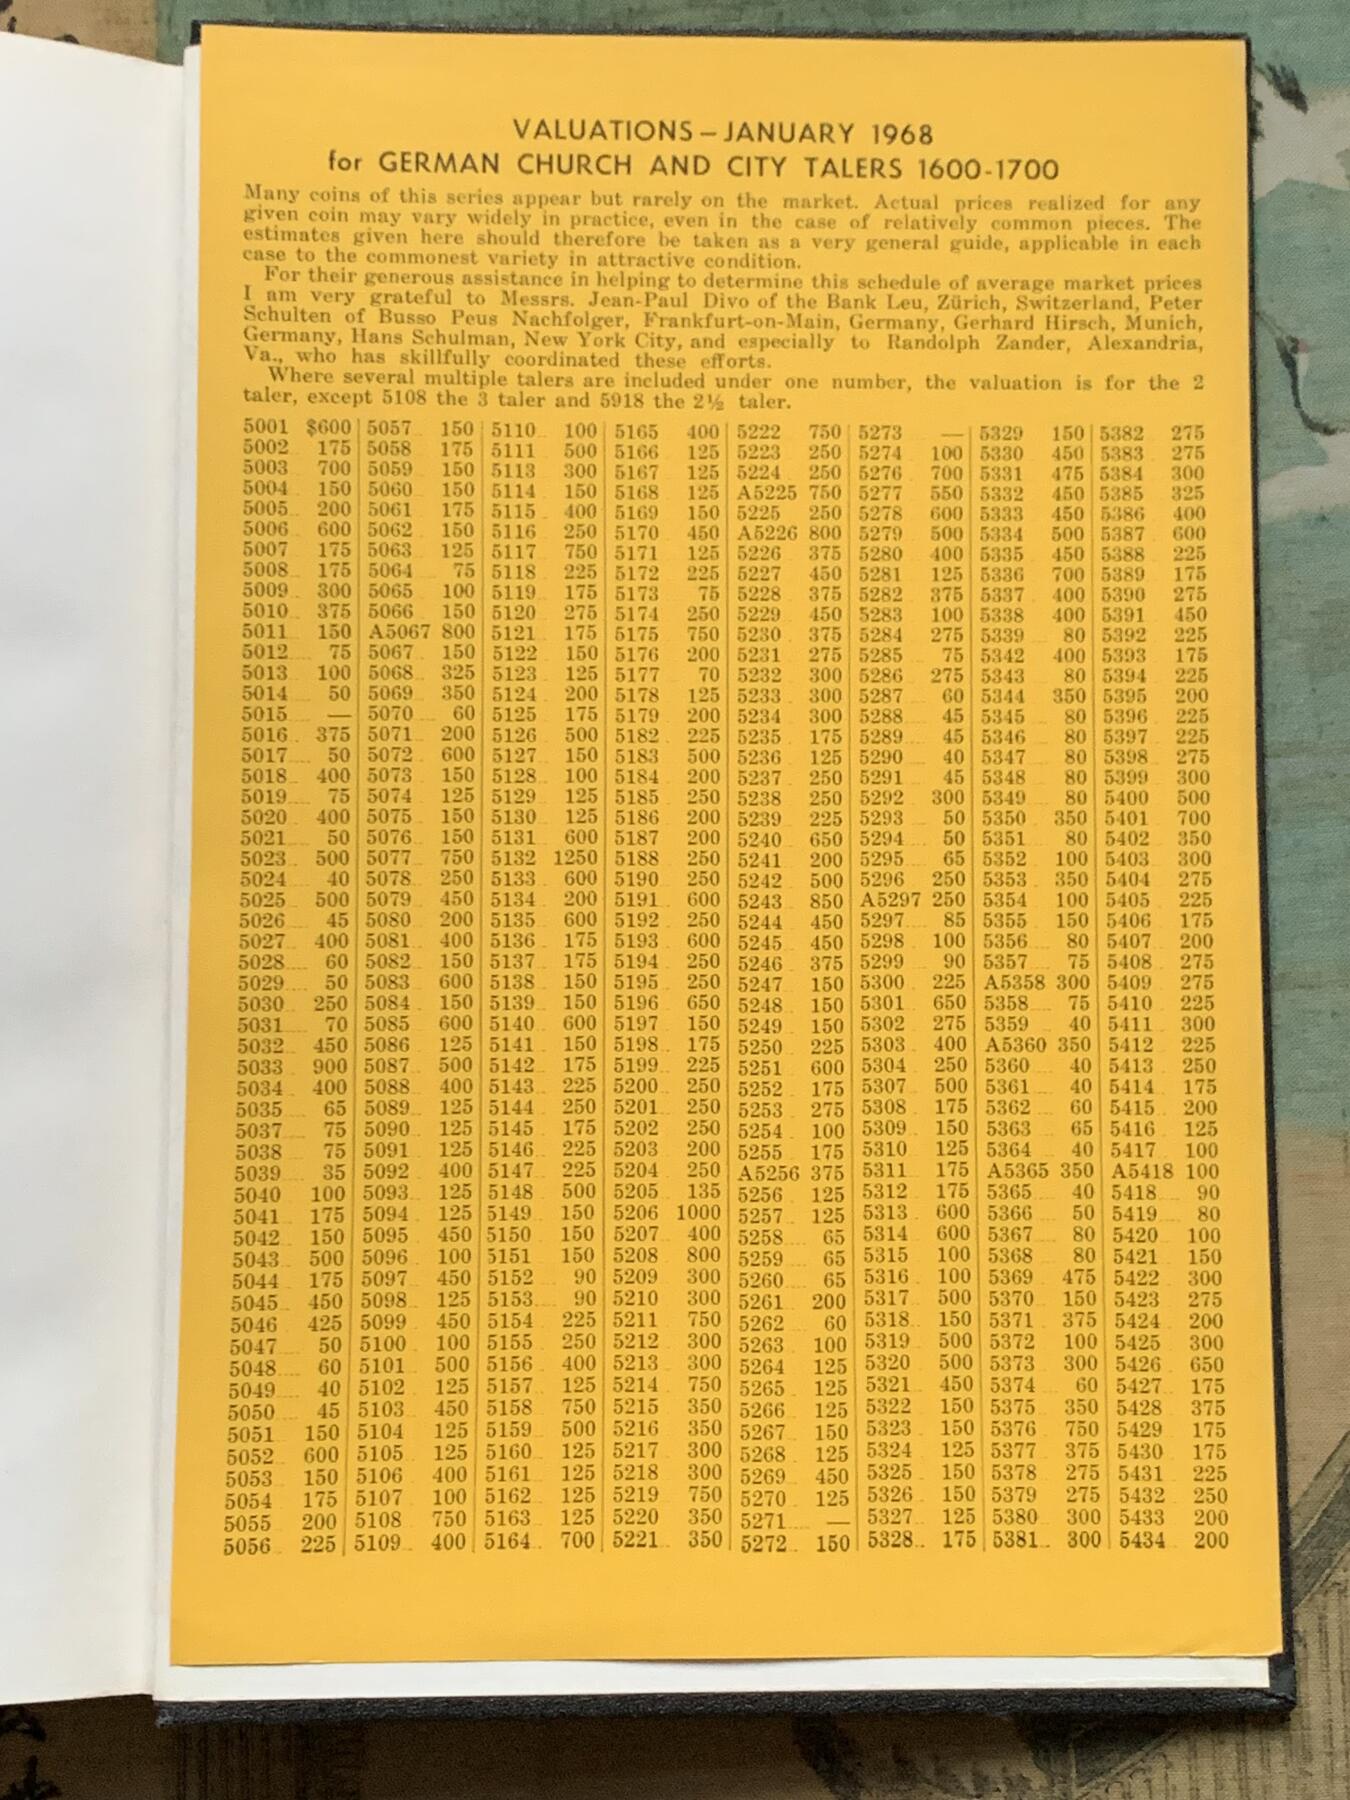 VALUATIONS – JANUARY 1968
for GERMAN CHURCH AND CITY TALERS 1600-1700
Many coins of this series appear but rarely on the market. Actual prices realized for any
given coin may vary widely in practice, even in the case of relatively common pieces. The
estimates given here should therefore be taken as a very general guide, applicable in each
case to the commonest variety in attractive condition.
For their generous assistance in helping to determine this schedule of average market prices
I am very grateful to Messrs. Jean-Paul Divo of the Bank Leu, Zürich, Switzerland, Peter
Schulten of Busso Peus Nachfolger, Frankfurt-on-Main, Germany, Gerhard Hirsch, Munich,
Germany, Hans Schulman, New York City, and especially to Randolph Zander, Alexandria,
Va., who has skillfully coordinated these efforts.
Where several multiple talers are included under one number, the valuation is for the 2
taler, except 5108 the 3 taler and 5918 the 2½ taler.
5001 $600 5057 150 5110 100 5165 400 5222 750 5273 — 5329 150 5382 275
5002 175 5058 175 5111 500 5166 125 5223 250 5274 100 5330 450 5383 275
5003 700 5059 150 5113 300 5167 125 5224 250 5276 700 5331 475 5384 300
5004 150 5060 150 5114 150 5168 125 A5225 750 5277 550 5332 450 5385 325
5005 200 5061 175 5115 400 5169 150 5225 250 5278 600 5333 450 5386 400
5006 600 5062 150 5116 250 5170 450 A5226 800 5279 500 5334 500 5387 600
5007 175 5063 125 5117 750 5171 125 5226 375 5280 400 5335 450 5388 225
5008 175 5064 75 5118 225 5172 225 5227 450 5281 125 5336 700 5389 175
5009 300 5065 100 5119 175 5173 75 5228 375 5282 375 5337 400 5390 275
5010 375 5066 150 5120 275 5174 250 5229 450 5283 100 5338 400 5391 450
5011 150 A5067 800 5121 175 5175 750 5230 375 5284 275 5339 80 5392 225
5012 75 5067 150 5122 150 5176 200 5231 275 5285 75 5342 400 5393 175
5013 100 5068 325 5123 125 5177 70 5232 300 5286 275 5343 80 5394 225
5014 50 5069 350 5124 200 5178 125 5233 300 5287 60 5344 350 5395 200
5015 — 5070 60 5125 175 5179 200 5234 300 5288 45 5345 80 5396 225
5016 375 5071 200 5126 500 5182 225 5235 175 5289 45 5346 80 5397 225
5017 50 5072 600 5127 150 5183 500 5236 125 5290 40 5347 80 5398 275
5018 400 5073 150 5128 100 5184 200 5237 250 5291 45 5348 80 5399 300
5019 75 5074 125 5129 125 5185 250 5238 250 5292 300 5349 80 5400 500
5020 400 5075 150 5130 125 5186 200 5239 225 5293 50 5350 350 5401 700
5021 50 5076 150 5131 600 5187 200 5240 650 5294 50 5351 80 5402 350
5023 500 5077 750 5132 1250 5188 250 5241 200 5295 65 5352 100 5403 300
5024 40 5078 250 5133 600 5190 250 5242 500 5296 250 5353 350 5404 275
5025 500 5079 450 5134 200 5191 600 5243 850 A5297 250 5354 100 5405 225
5026 45 5080 200 5135 600 5192 250 5244 450 5297 85 5355 150 5406 175
5027 400 5081 400 5136 175 5193 600 5245 450 5298 100 5356 80 5407 200
5028 60 5082 150 5137 175 5194 250 5246 375 5299 90 5357 75 5408 275
5029 50 5083 600 5138 150 5195 250 5247 150 5300 225 A5358 300 5409 275
5030 250 5084 150 5139 150 5196 650 5248 150 5301 650 5358 75 5410 225
5031 70 5085 600 5140 600 5197 150 5249 150 5302 275 5359 40 5411 300
5032 450 5086 125 5141 150 5198 175 5250 225 5303 400 A5360 350 5412 225
5033 900 5087 500 5142 175 5199 225 5251 600 5304 250 5360 40 5413 250
5034 400 5088 400 5143 225 5200 250 5252 175 5307 500 5361 40 5414 175
5035 65 5089 125 5144 250 5201 250 5253 275 5308 175 5362 60 5415 200
5037 75 5090 125 5145 175 5202 250 5254 100 5309 150 5363 65 5416 125
5038 75 5091 125 5146 225 5203 200 5255 175 5310 125 5364 40 5417 100
5039 35 5092 400 5147 225 5204 250 A5256 375 5311 175 A5365 350 A5418 100
5040 100 5093 125 5148 500 5205 135 5256 125 5312 175 5365 40 5418 90
5041 175 5094 125 5149 150 5206 1000 5257 125 5313 600 5366 50 5419 80
5042 150 5095 450 5150 150 5207 400 5258 65 5314 600 5367 80 5420 100
5043 500 5096 100 5151 150 5208 800 5259 65 5315 100 5368 80 5421 150
5044 175 5097 450 5152 90 5209 300 5260 65 5316 100 5369 475 5422 300
5045 450 5098 125 5153 90 5210 300 5261 200 5317 500 5370 150 5423 275
5046 425 5099 450 5154 225 5211 750 5262 60 5318 150 5371 375 5424 200
5047 50 5100 100 5155 250 5212 300 5263 100 5319 500 5372 100 5425 300
5048 60 5101 500 5156 400 5213 300 5264 125 5320 500 5373 300 5426 650
5049 40 5102 125 5157 125 5214 750 5265 125 5321 450 5374 60 5427 175
5050 45 5103 450 5158 750 5215 350 5266 125 5322 150 5375 350 5428 375
5051 150 5104 125 5159 500 5216 350 5267 150 5323 150 5376 750 5429 175
5052 600 5105 125 5160 125 5217 300 5268 125 5324 125 5377 375 5430 175
5053 150 5106 400 5161 125 5218 300 5269 450 5325 150 5378 275 5431 225
5054 175 5107 100 5162 125 5219 750 5270 125 5326 150 5379 275 5432 250
5055 200 5108 750 5163 125 5220 350 5271 — 5327 125 5380 300 5433 200
5056 225 5109 400 5164 700 5221 350 5272 150 5328 175 5381 300 5434 200